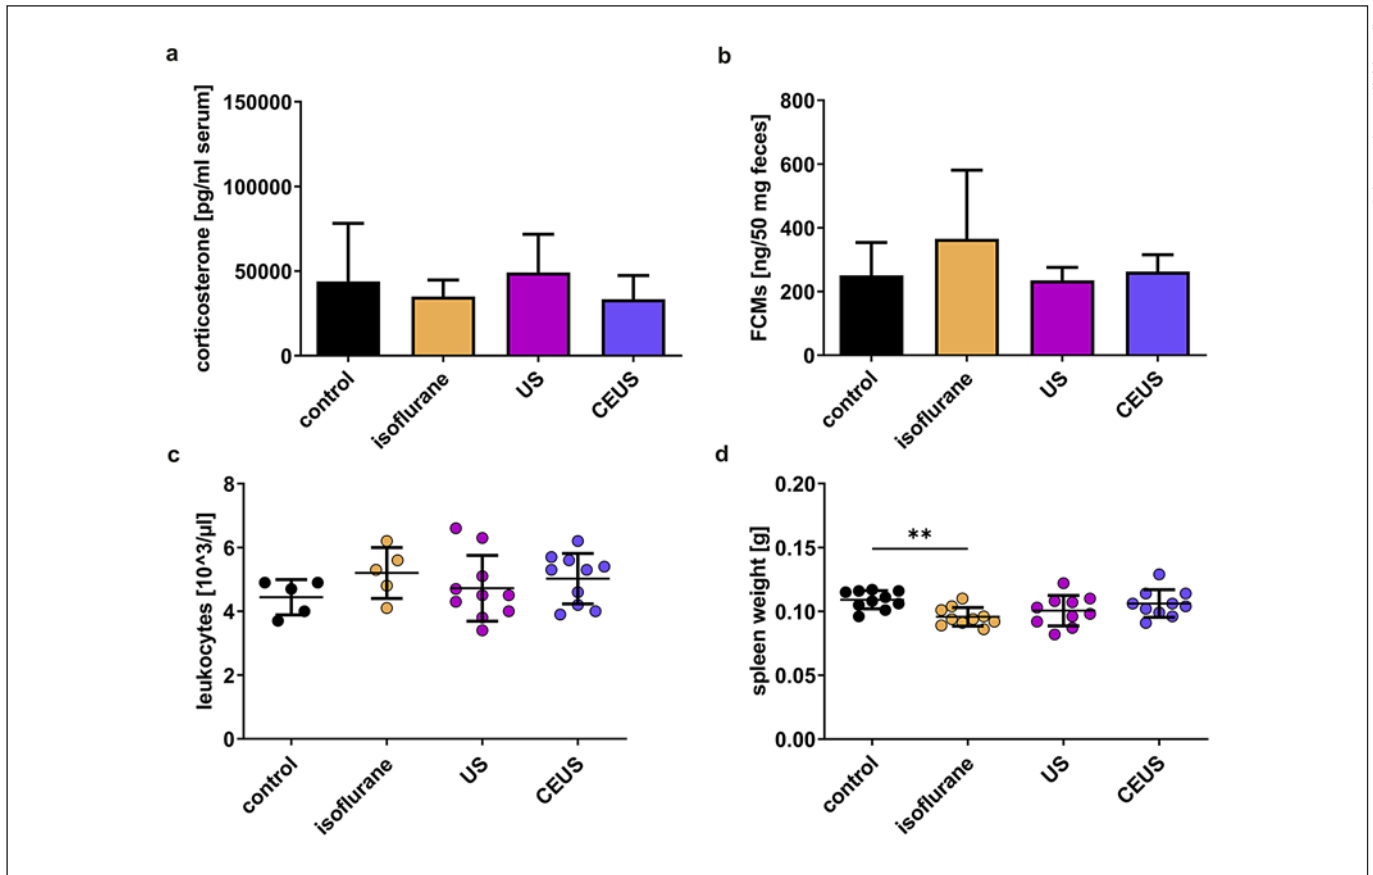 a
corticosterone [pg/ml serum]
150000
100000
50000
0
control
isoflurane
US
CEUS
b
FCMs [ng/50 mg feces]
800
600
400
200
0
control
isoflurane
US
CEUS
c
leukocytes [10^3/µl]
8
6
4
2
0
control
isoflurane
US
CEUS
d
spleen weight [g]
0.20
0.15
0.10
0.05
0.00
**
control
isoflurane
US
CEUS